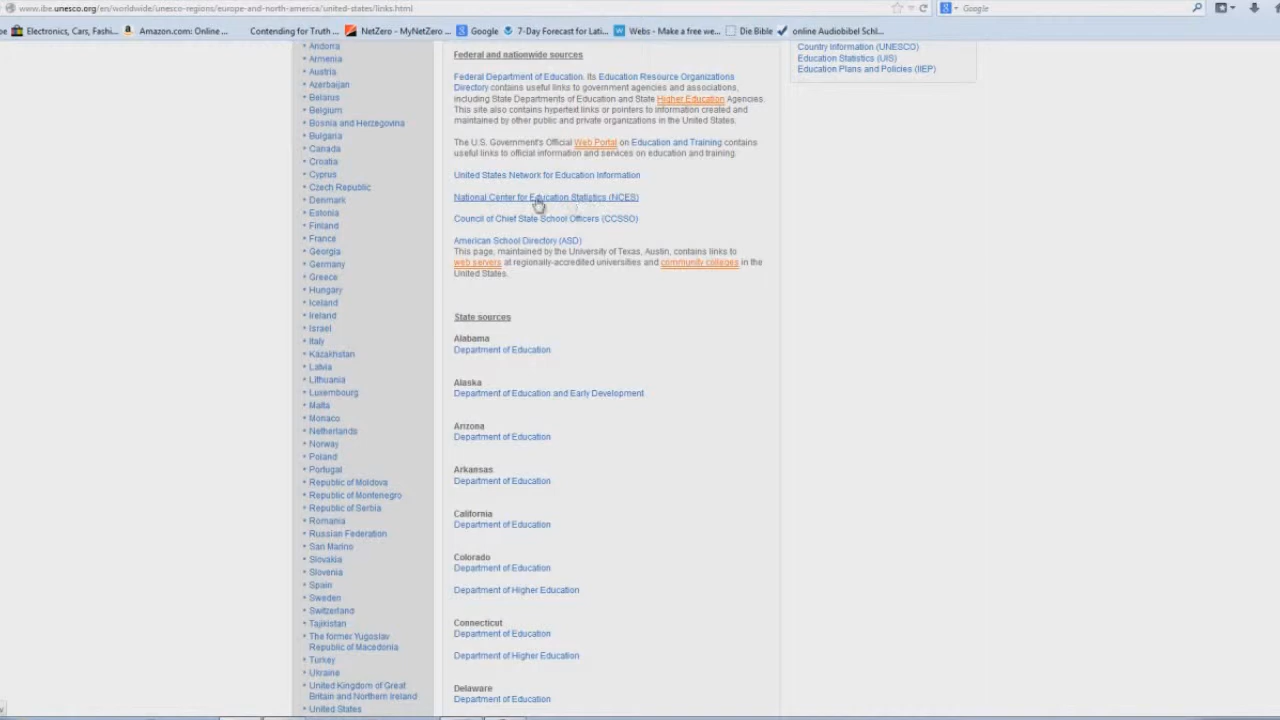 www.ibe.unesco.org/en/worldwide/unesco-regions/europe-and-north-america/united-states/links.html
Google
Electronics, Cars, Fashi...
Amazon.com: Online ...
Contending for Truth ...
NetZero - MyNetZero ...
Google
7-Day Forecast for Lati...
Webs - Make a free we...
Die Bible
online Audiobibel Schl...
Andorra
Armenia
Austria
Azerbaijan
Belarus
Belgium
Bosnia and Herzegovina
Bulgaria
Canada
Croatia
Cyprus
Czech Republic
Denmark
Estonia
Finland
France
Georgia
Germany
Greece
Hungary
Iceland
Ireland
Israel
Italy
Kazakhstan
Latvia
Lithuania
Luxembourg
Malta
Monaco
Netherlands
Norway
Poland
Portugal
Republic of Moldova
Republic of Montenegro
Republic of Serbia
Romania
Russian Federation
San Marino
Slovakia
Slovenia
Spain
Sweden
Switzerland
Tajikistan
The former Yugoslav
Republic of Macedonia
Turkey
Ukraine
United Kingdom of Great
Britain and Northern Ireland
United States
Federal and nationwide sources
Federal Department of Education. Its Education Resource Organizations
Directory contains useful links to government agencies and associations,
including State Departments of Education and State Higher Education Agencies.
This site also contains hypertext links or pointers to information created and
maintained by other public and private organizations in the United States.
The U.S. Government's Official Web Portal on Education and Training contains
useful links to official information and services on education and training.
United States Network for Education Information
National Center for Education Statistics (NCES)
Council of Chief State School Officers (CCSSO)
American School Directory (ASD)
This page, maintained by the University of Texas, Austin, contains links to
web servers at regionally-accredited universities and community colleges in the
United States.
State sources
Alabama
Department of Education
Alaska
Department of Education and Early Development
Arizona
Department of Education
Arkansas
Department of Education
California
Department of Education
Colorado
Department of Education
Department of Higher Education
Connecticut
Department of Education
Department of Higher Education
Delaware
Department of Education
Country Information (UNESCO)
Education Statistics (UIS)
Education Plans and Policies (IIEP)